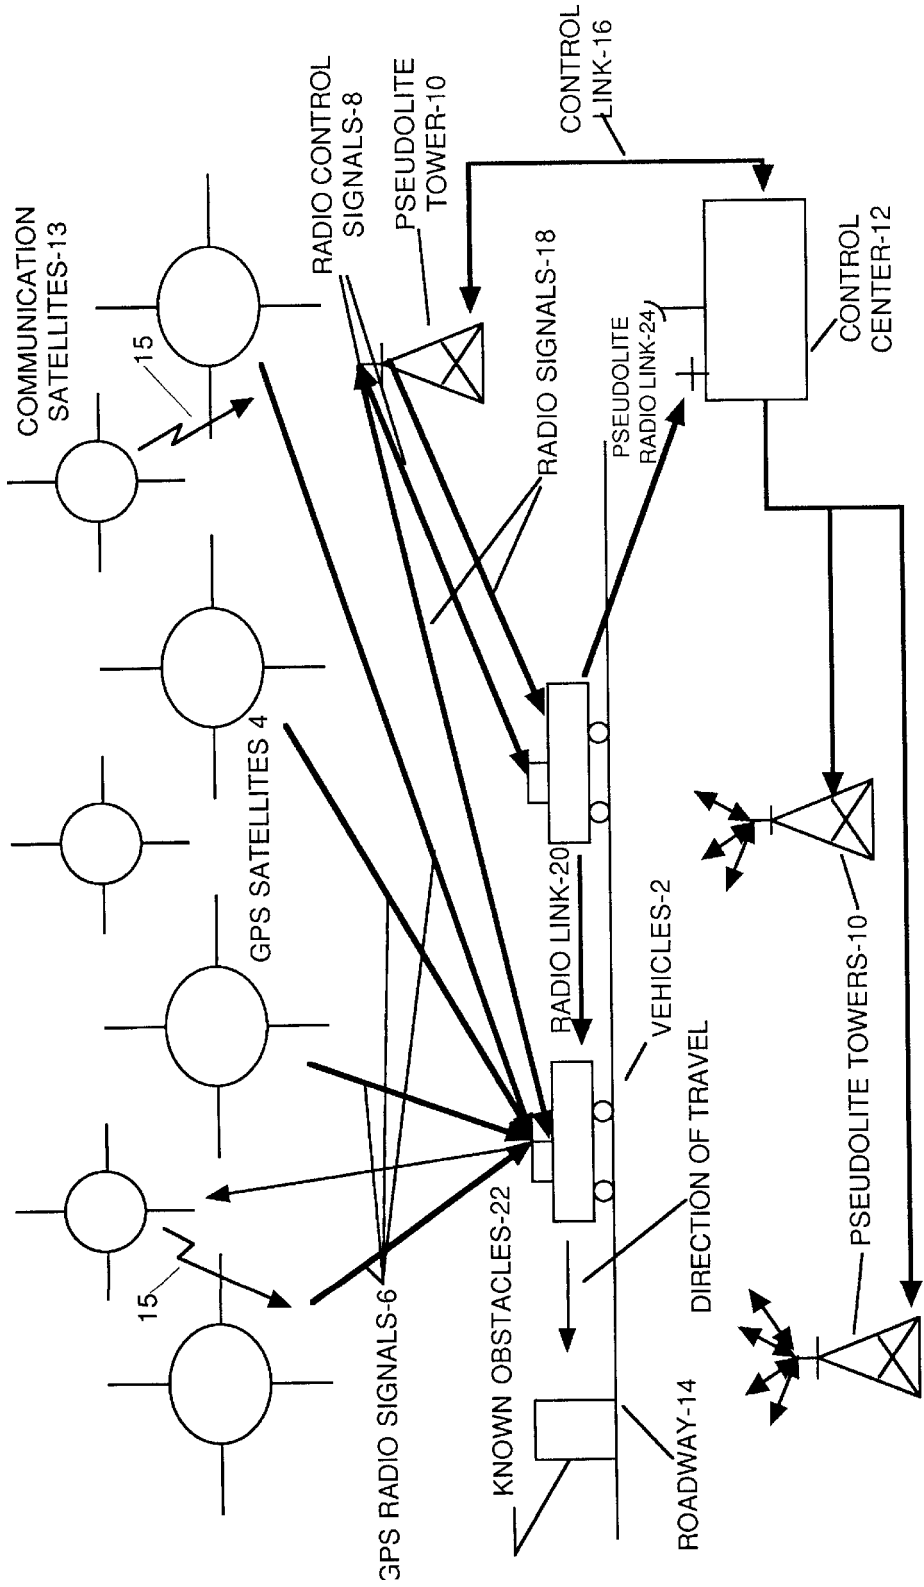 COMMUNICATION
SATELLITES-13
15
15
GPS SATELLITES 4
RADIO CONTROL
SIGNALS-8
PSEUDOLITE
TOWER-10
GPS RADIO SIGNALS-6
RADIO SIGNALS-18
CONTROL
LINK-16
KNOWN OBSTACLES-22
RADIO LINK-20
PSEUDOLITE
RADIO LINK-24
VEHICLES-2
DIRECTION OF TRAVEL
ROADWAY-14
CONTROL
CENTER-12
PSEUDOLITE TOWERS-10